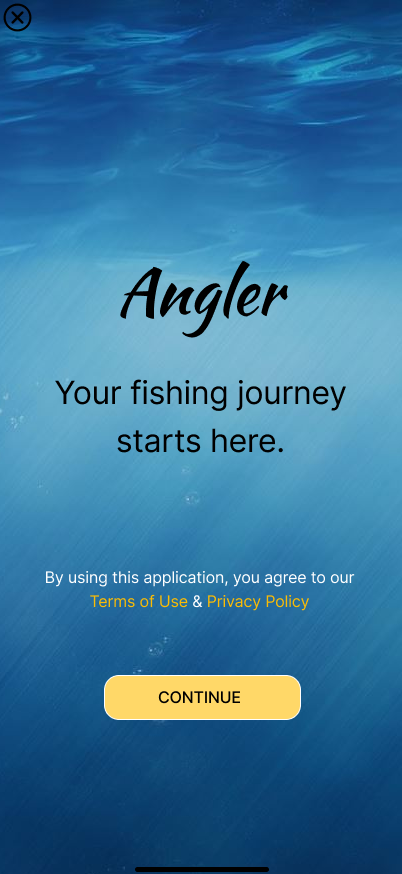 Angler
Your fishing journey
starts here.
By using this application, you agree to our
Terms of Use & Privacy Policy
CONTINUE